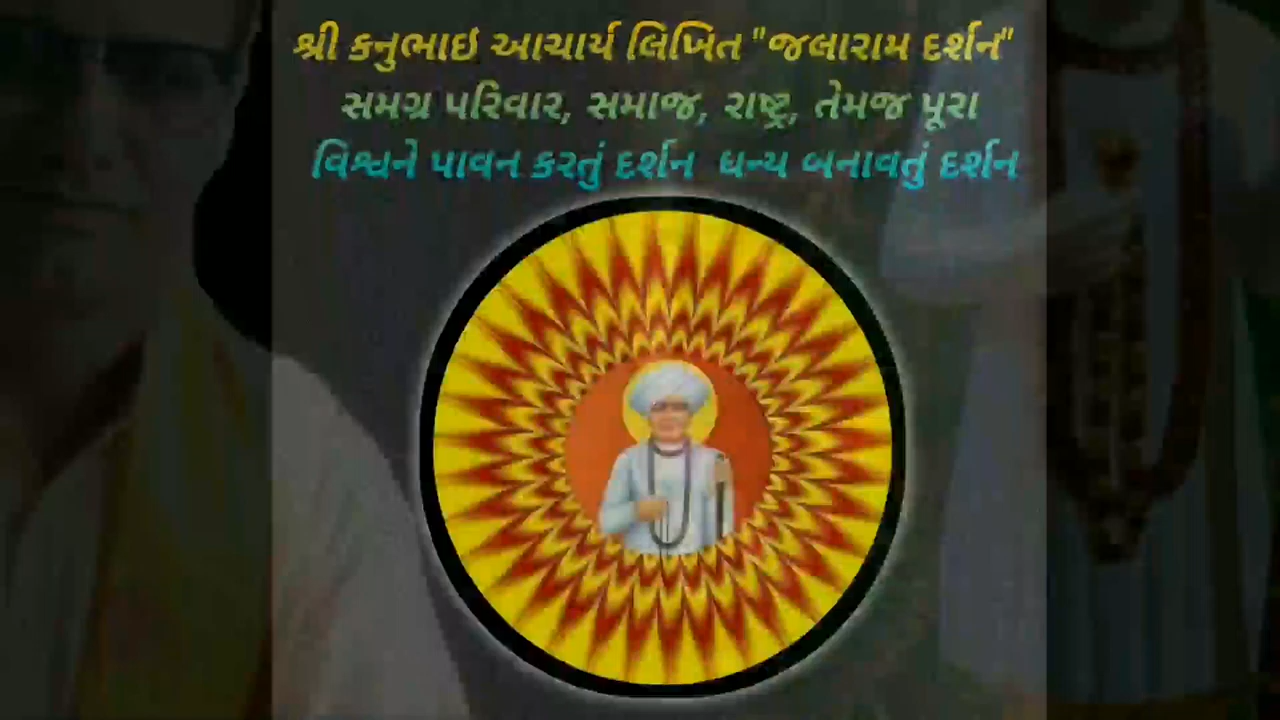 શ્રી કનુભાઇ આચાર્ય લિખિત "જલારામ દર્શન"
સમગ્ર પરિવાર, સમાજ, રાષ્ટ્ર, તેમજ પૂરા
વિશ્વને પાવન કરતું દર્શન ધન્ય બનાવતું દર્શન